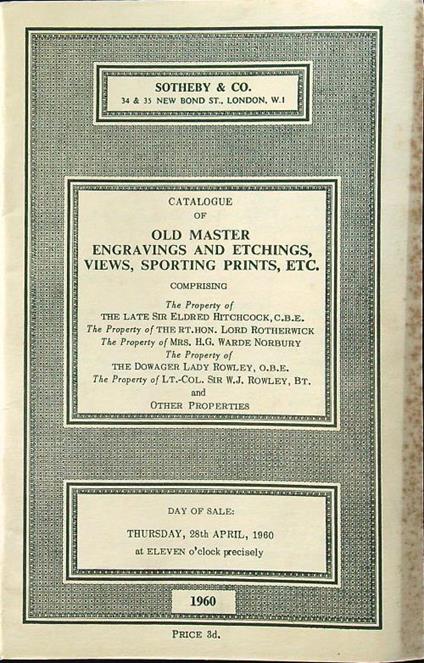 SOTHEBY & CO.
34 & 35 NEW BOND ST., LONDON, W.1
CATALOGUE
OF
OLD MASTER
ENGRAVINGS AND ETCHINGS,
VIEWS, SPORTING PRINTS, ETC.
COMPRISING
The Property of
THE LATE SIR ELDRED HITCHCOCK, C.B.E.
The Property of THE RT. HON. LORD ROTHERWICK
The Property of MRS. H.G. WARDE NORBURY
The Property of
THE DOWAGER LADY ROWLEY, O.B.E.
The Property of LT.-COL. SIR W.J. ROWLEY, BT.
and
OTHER PROPERTIES
DAY OF SALE:
THURSDAY, 28th APRIL, 1960
at ELEVEN o'clock precisely
1960
PRICE 3d.